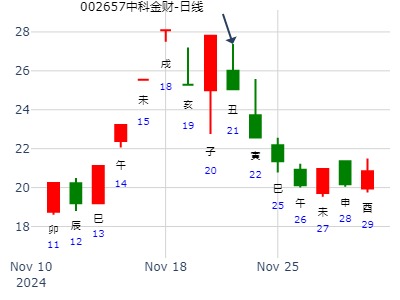 002657中科金财-日线
28
26
24
22
20
18
卯
11
辰
12
巳
13
午
14
未
15
戌
18
亥
19
子
20
丑
21
寅
22
巳
25
午
26
未
27
申
28
酉
29
Nov 10
2024
Nov 18
Nov 25